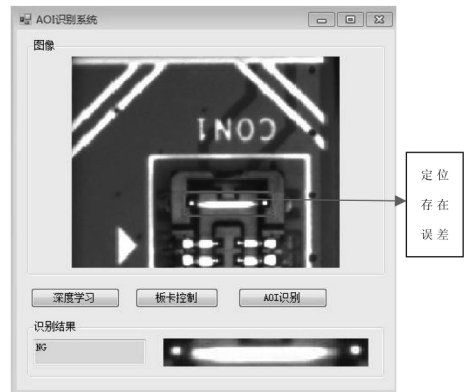 AOI识别系统
图像
CON1
定位
存在
误差
深度学习
板卡控制
AOI识别
识别结果
NG